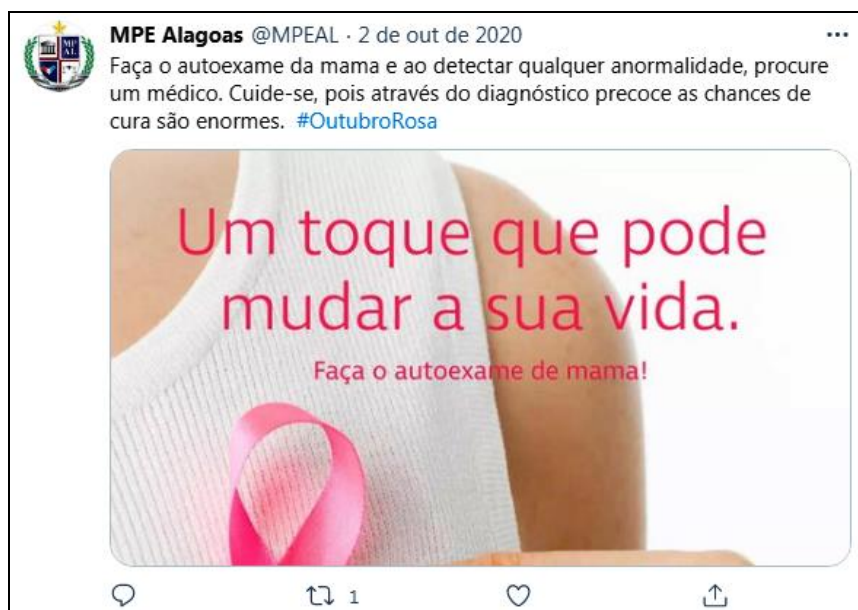 MPE Alagoas @MPEAL · 2 de out de 2020
Faça o autoexame da mama e ao detectar qualquer anormalidade, procure
um médico. Cuide-se, pois através do diagnóstico precoce as chances de
cura são enormes. #OutubroRosa
Um toque que pode
mudar a sua vida.
Faça o autoexame de mama!
1